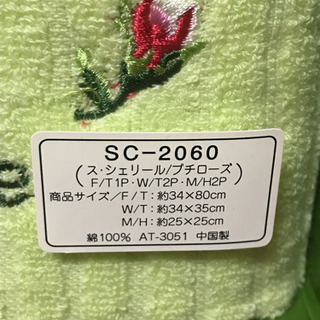 SC-2060
(ス・シェリール/プチローズ)
F/T1P・W/T2P・M/H2P
商品サイズ/F/T:約34×80cm
W/T:約34×35cm
M/H:約25×25cm
綿100% AT-3051 中国製